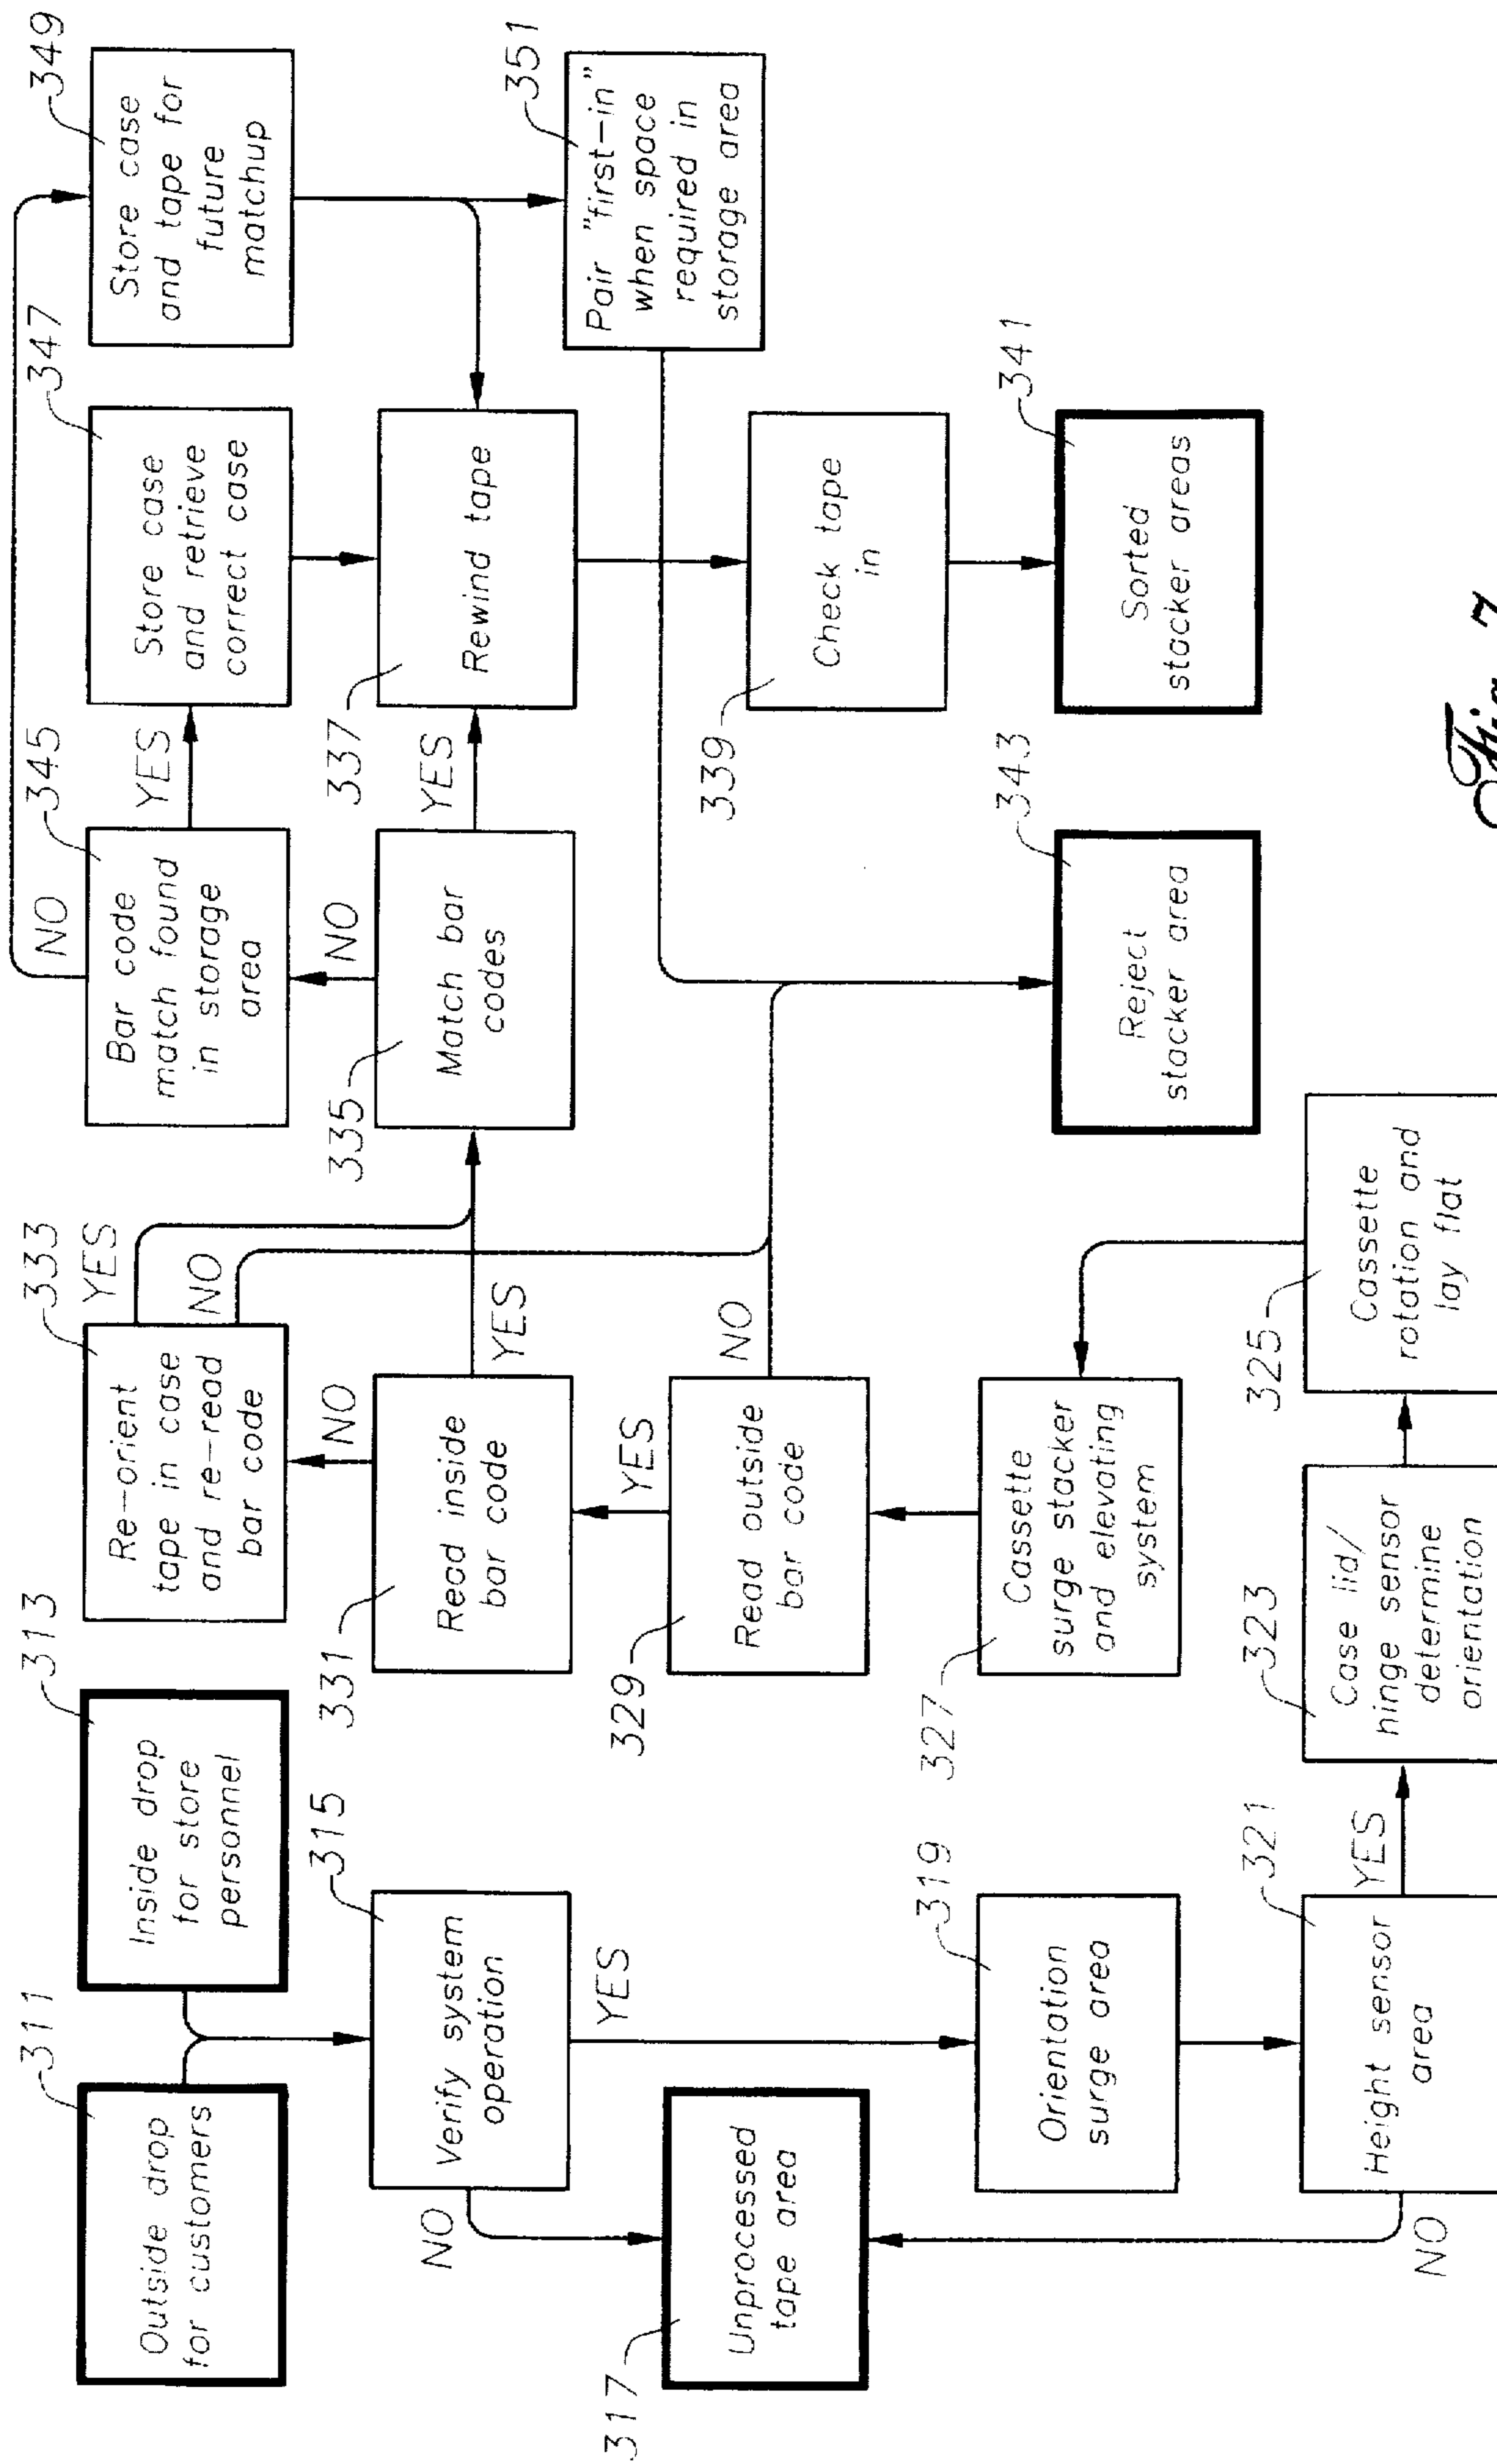 311
Outside drop
for customers
313
Inside drop
for store
personnel
315
Verify system
operation
NO
YES
317
Unprocessed
tape area
319
Orientation
surge area
321
Height sensor
area
NO
YES
323
Case lid/
hinge sensor
determine
orientation
325
Cassette
rotation and
lay flat
327
Cassette
surge stacker
and elevating
system
329
Read outside
bar code
YES
NO
331
Read inside
bar code
NO
YES
333
Re-orient
tape in case
and re-read
bar code
YES
NO
335
Match bar
codes
NO
YES
345
Bar code
match found
in storage
area
NO
YES
347
Store case
and retrieve
correct case
349
Store case
and tape for
future
matchup
337
Rewind tape
351
Pair "first-in"
when space
required in
storage area
339
Check tape
in
343
Reject
stacker area
341
Sorted
stacker areas
Fig. 7